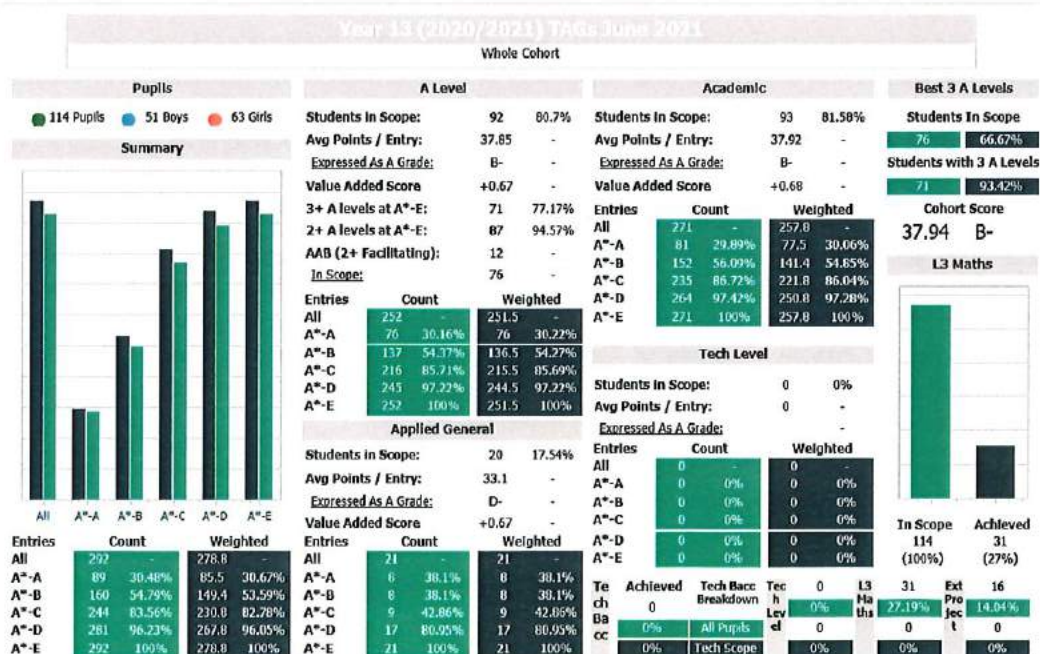 Year 13 (2020/2021) TAGs June 2021
Whole Cohort
Pupils
114 Pupils 51 Boys 63 Girls
Summary
All A*-A A*-B A*-C A*-D A*-E
Entries Count Weighted
All 292 - 278.8 -
A*-A 89 30.48% 85.5 30.67%
A*-B 160 54.79% 149.4 53.59%
A*-C 244 83.56% 230.8 82.78%
A*-D 281 96.23% 267.8 96.05%
A*-E 292 100% 278.8 100%
A Level
Students In Scope: 92 80.7%
Avg Points / Entry: 37.85 -
Expressed As A Grade: B- -
Value Added Score +0.67 -
3+ A levels at A*-E: 71 77.17%
2+ A levels at A*-E: 87 94.57%
AAB (2+ Facilitating): 12 -
In Scope: 76 -
Entries Count Weighted
All 252 - 251.5 -
A*-A 76 30.16% 76 30.22%
A*-B 137 54.37% 136.5 54.27%
A*-C 216 85.71% 215.5 85.69%
A*-D 245 97.22% 244.5 97.22%
A*-E 252 100% 251.5 100%
Applied General
Students in Scope: 20 17.54%
Avg Points / Entry: 33.1 -
Expressed As A Grade: D- -
Value Added Score +0.67 -
Entries Count Weighted
All 21 - 21 -
A*-A 8 38.1% 8 38.1%
A*-B 8 38.1% 8 38.1%
A*-C 9 42.86% 9 42.86%
A*-D 17 80.95% 17 80.95%
A*-E 21 100% 21 100%
Academic
Students in Scope: 93 81.58%
Avg Points / Entry: 37.92 -
Expressed As A Grade: B- -
Value Added Score +0.68 -
Entries Count Weighted
All 271 - 257.8 -
A*-A 81 29.89% 77.5 30.06%
A*-B 152 56.09% 141.4 54.85%
A*-C 235 86.72% 221.8 86.04%
A*-D 264 97.42% 250.8 97.28%
A*-E 271 100% 257.8 100%
Tech Level
Students in Scope: 0 0%
Avg Points / Entry: 0 -
Expressed As A Grade: -
Entries Count Weighted
All 0 - 0 -
A*-A 0 0% 0 0%
A*-B 0 0% 0 0%
A*-C 0 0% 0 0%
A*-D 0 0% 0 0%
A*-E 0 0% 0 0%
Best 3 A Levels
Students In Scope
76 66.67%
Students with 3 A Levels
71 93.42%
Cohort Score
37.94 B-
L3 Maths
In Scope Achieved
114 31
(100%) (27%)
Te
ch
Ba
cc
Achieved
0
0%
0%
Tech Bacc
Breakdown
All Pupils
Tech Scope
Tec
h
Lev
el
0
0%
0
0%
L3
Ma
ths
31
27.19%
0
0%
Ext
Pro
jec
t
16
14.04%
0
0%